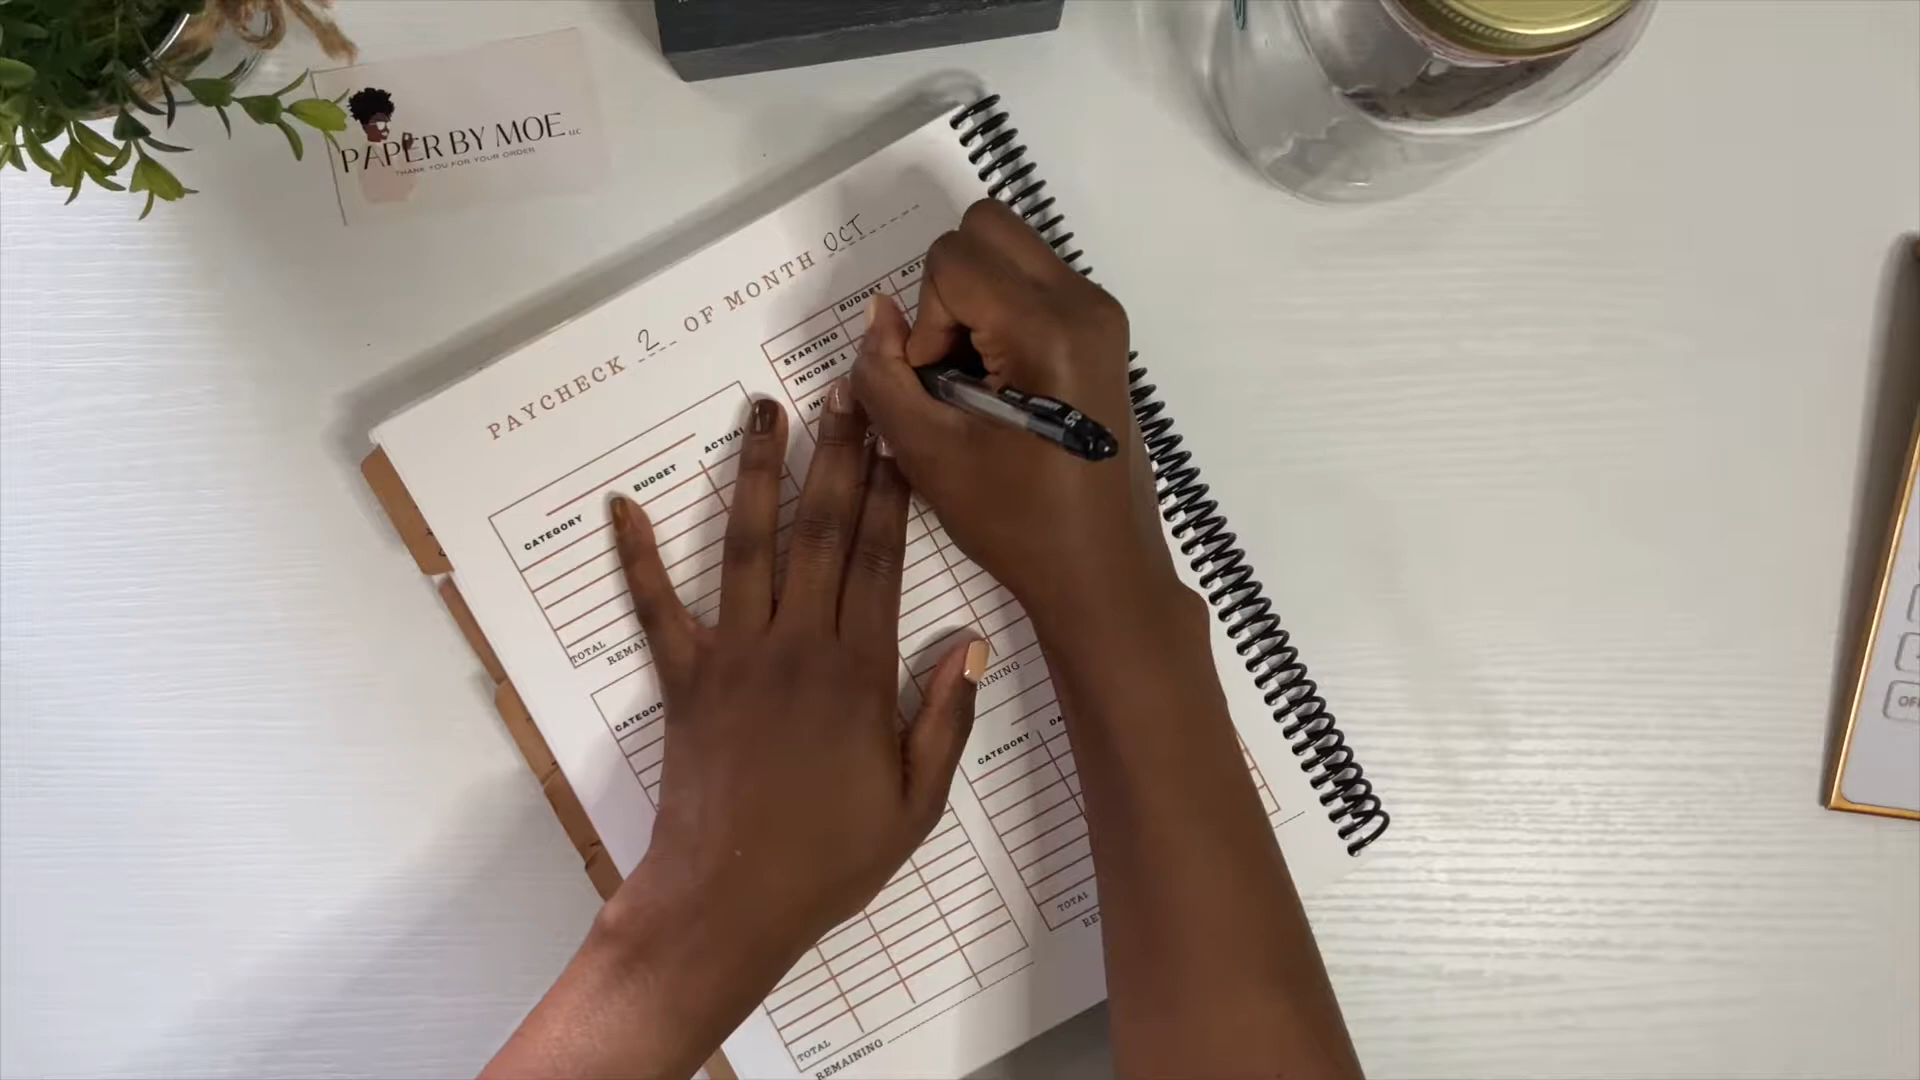 PAPER BY MOE LLC
THANK YOU FOR YOUR ORDER
PAYCHECK 2 OF MONTH OCT
BUDGET
STARTING
INCOME 1
CATEGORY BUDGET ACTUAL
TOTAL
CATEGORY
CATEGORY
TOTAL
TOTAL
REMAINING